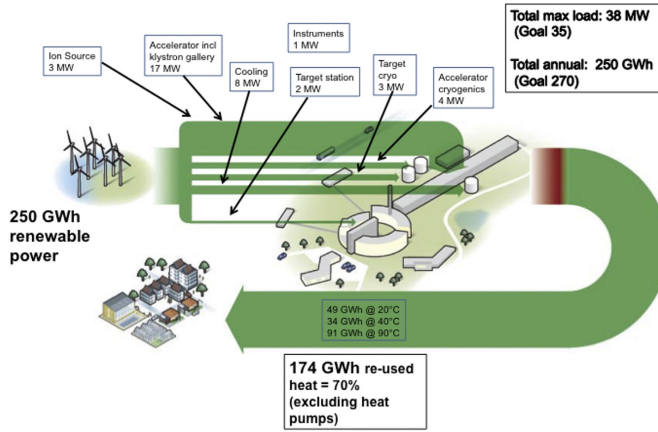 Total max load: 38 MW
(Goal 35)
Total annual: 250 GWh
(Goal 270)
Ion Source
3 MW
Accelerator incl
klystron gallery
17 MW
Instruments
1 MW
Cooling
8 MW
Target station
2 MW
Target
cryo
3 MW
Accelerator
cryogenics
4 MW
250 GWh
renewable
power
49 GWh @ 20°C
34 GWh @ 40°C
91 GWh @ 90°C
174 GWh re-used
heat = 70%
(excluding heat
pumps)